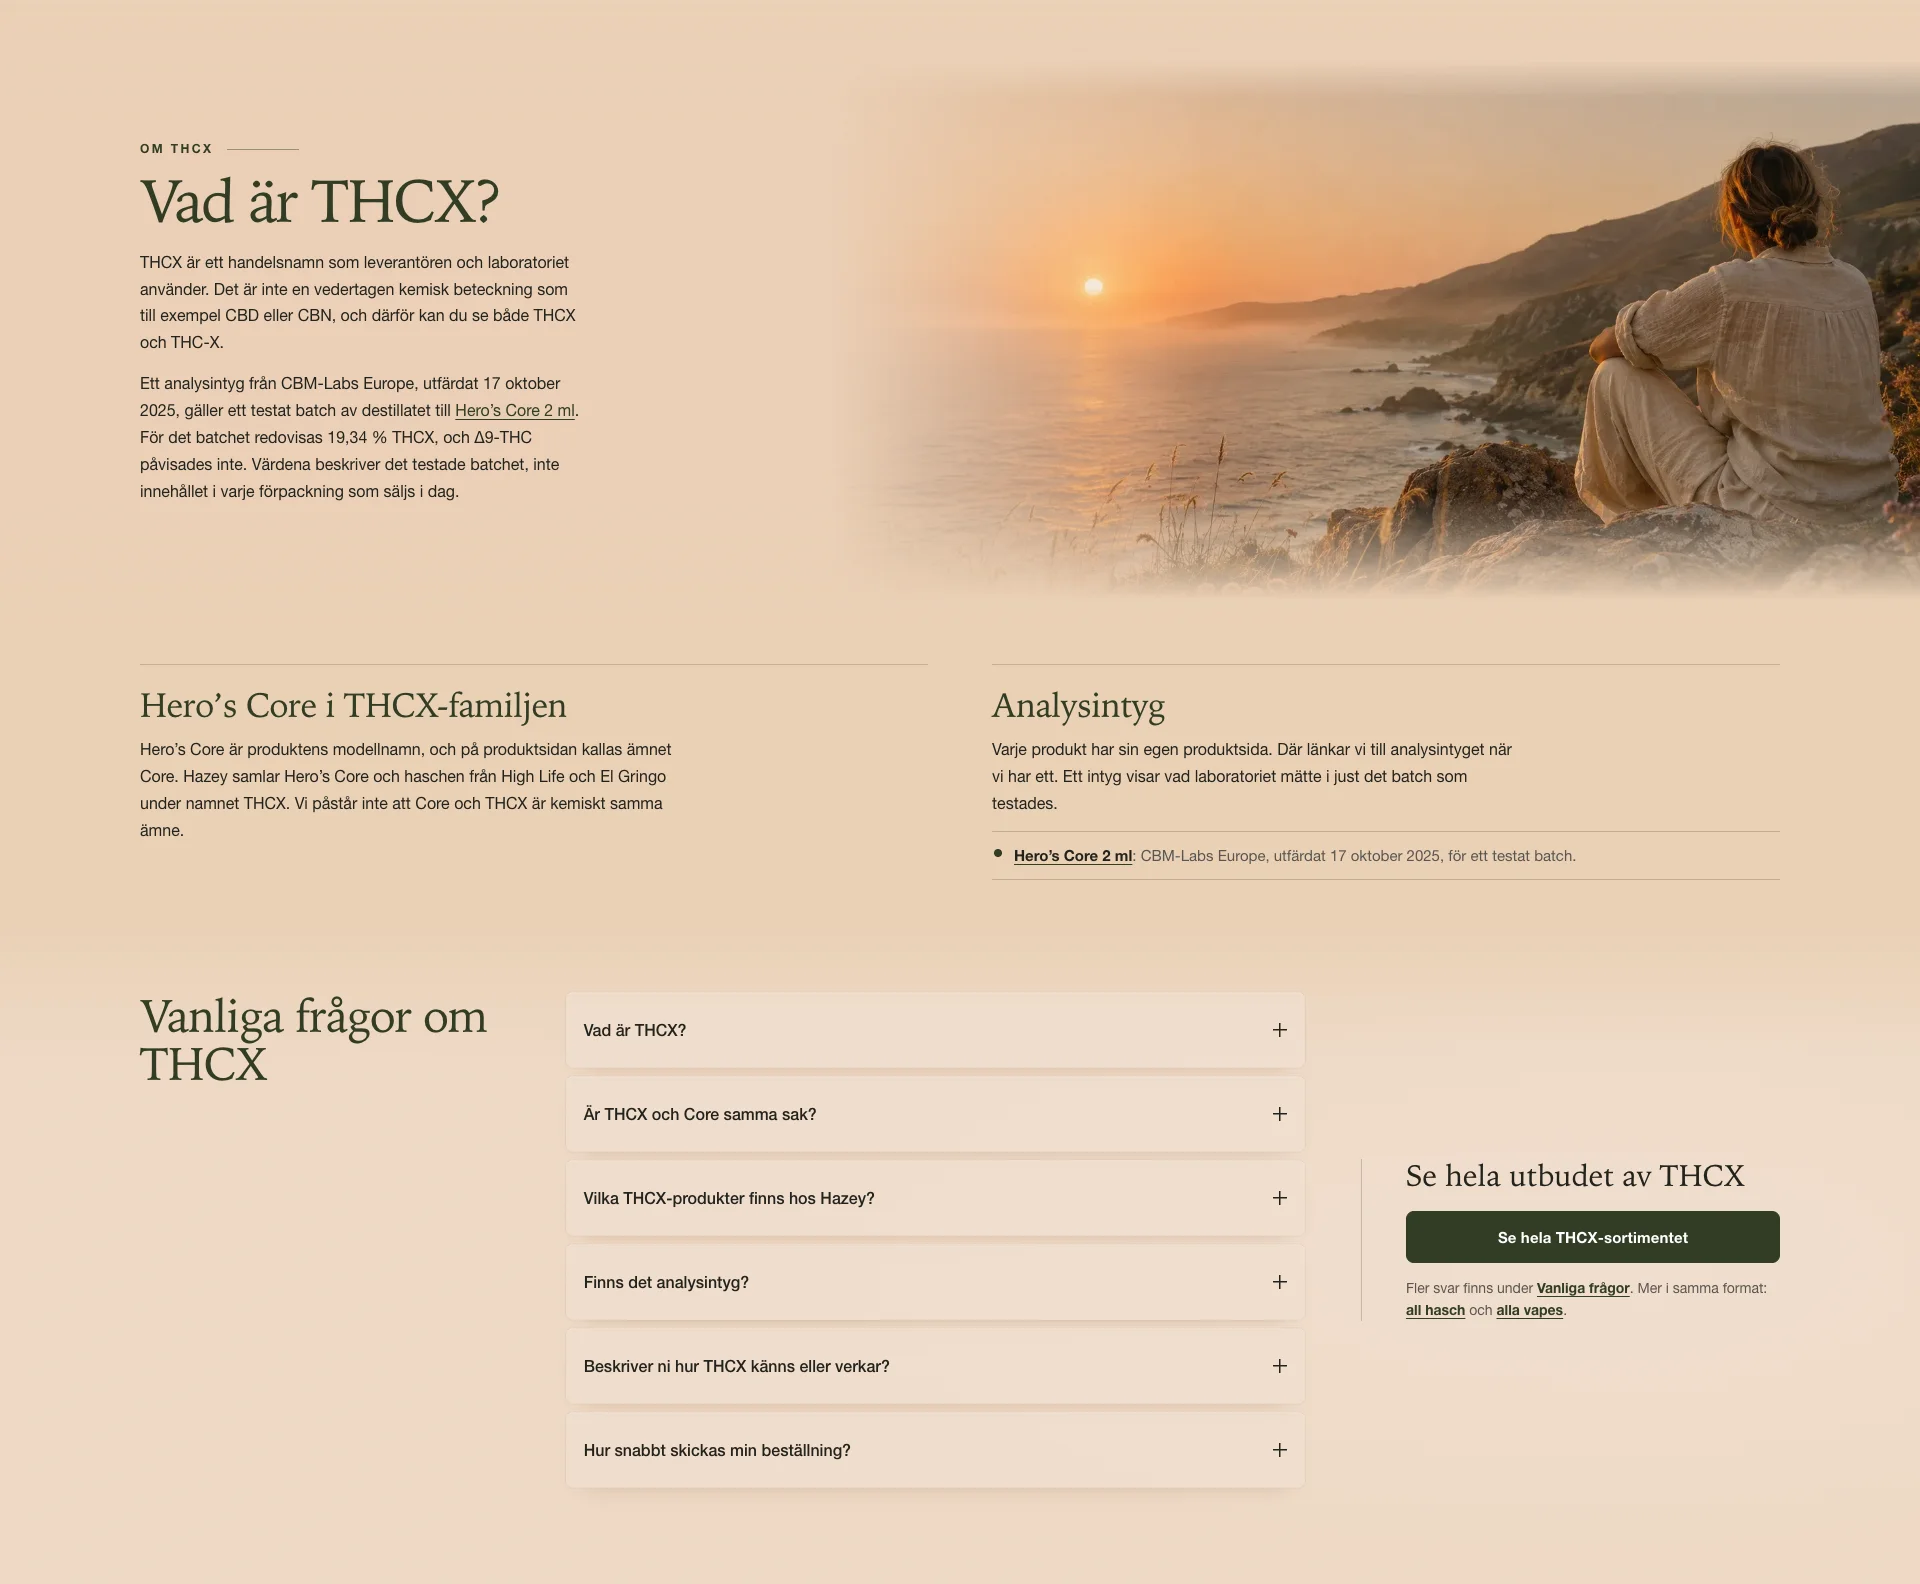 OM THCX
Vad är THCX?
THCX är ett handelsnamn som leverantören och laboratoriet
använder. Det är inte en vedertagen kemisk beteckning som
till exempel CBD eller CBN, och därför kan du se både THCX
och THC-X.
Ett analysintyg från CBM-Labs Europe, utfärdat 17 oktober
2025, gäller ett testat batch av destillatet till Hero’s Core 2 ml.
För det batchet redovisas 19,34 % THCX, och Δ9-THC
påvisades inte. Värdena beskriver det testade batchet, inte
innehållet i varje förpackning som säljs i dag.
Hero’s Core i THCX-familjen
Hero’s Core är produktens modellnamn, och på produktsidan kallas ämnet
Core. Hazey samlar Hero’s Core och haschen från High Life och El Gringo
under namnet THCX. Vi påstår inte att Core och THCX är kemiskt samma
ämne.
Analysintyg
Varje produkt har sin egen produktsida. Där länkar vi till analysintyget när
vi har ett. Ett intyg visar vad laboratoriet mätte i just det batch som
testades.
Hero’s Core 2 ml: CBM-Labs Europe, utfärdat 17 oktober 2025, för ett testat batch.
Vanliga frågor om
THCX
Vad är THCX?
Är THCX och Core samma sak?
Vilka THCX-produkter finns hos Hazey?
Finns det analysintyg?
Beskriver ni hur THCX känns eller verkar?
Hur snabbt skickas min beställning?
Se hela utbudet av THCX
Se hela THCX-sortimentet
Fler svar finns under Vanliga frågor. Mer i samma format:
all hasch och alla vapes.